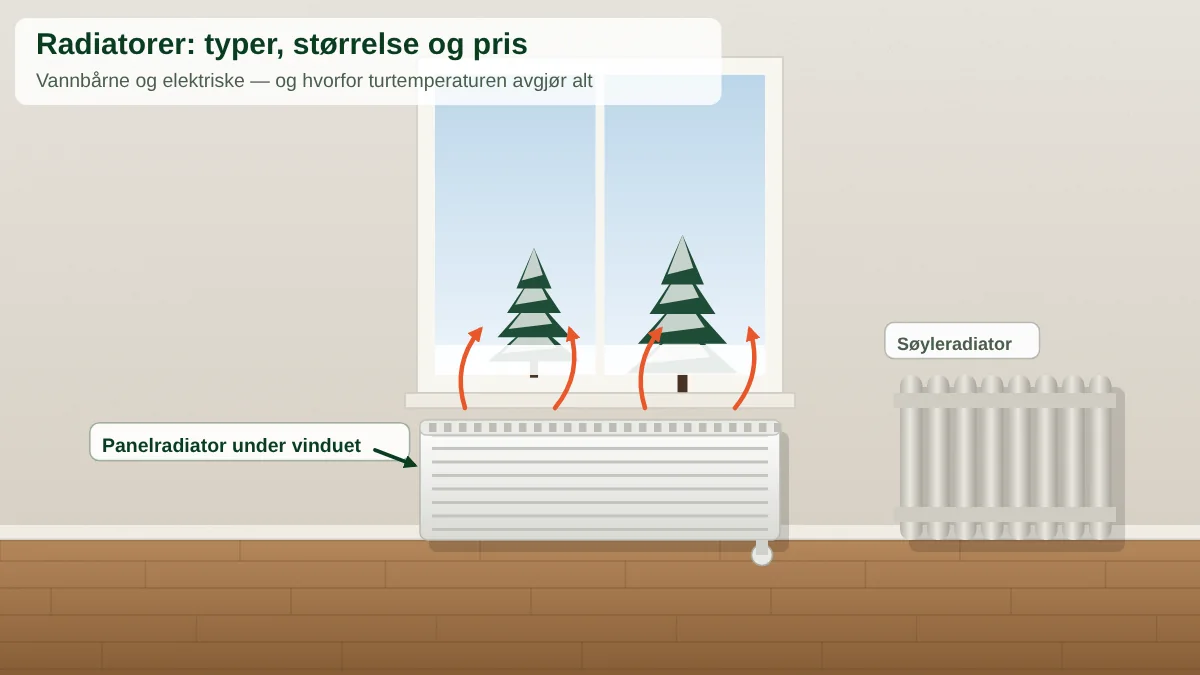 Radiatorer: typer, størrelse og pris
Vannbårne og elektriske — og hvorfor turtemperaturen avgjør alt
Søyleradiator
Panelradiator under vinduet